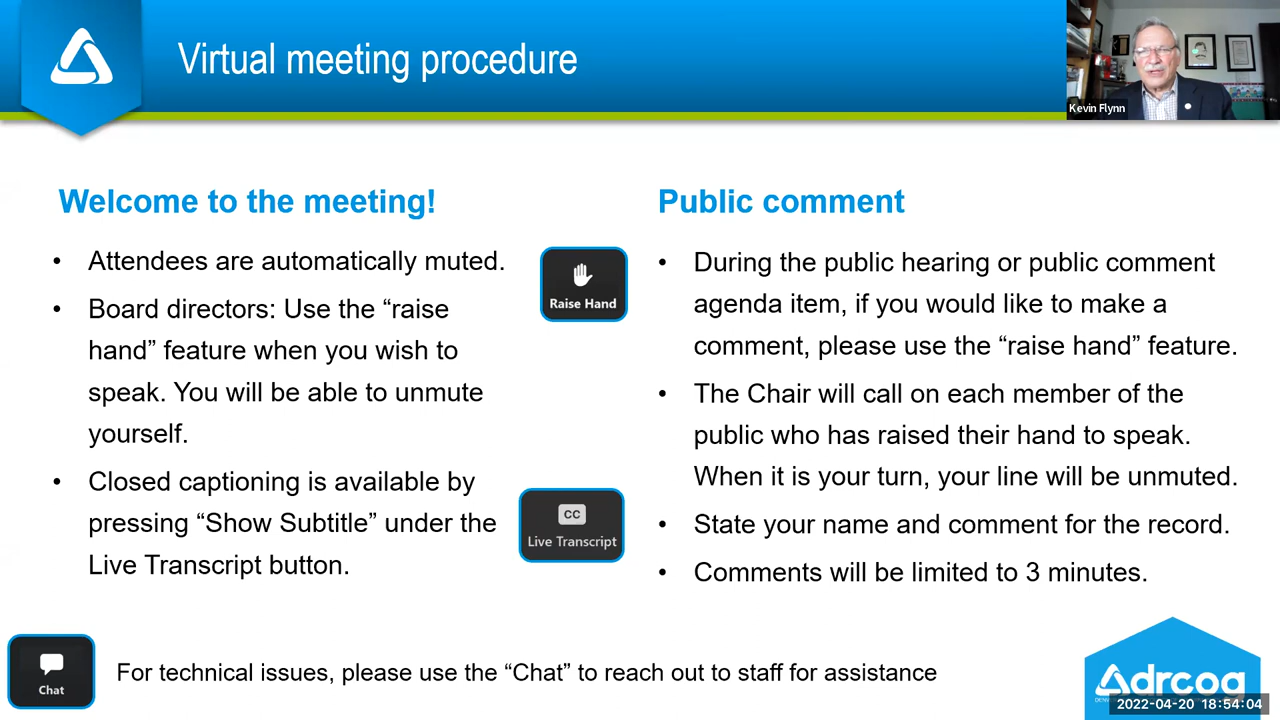 Virtual meeting procedure
Kevin Flynn
Welcome to the meeting!
• Attendees are automatically muted.
• Board directors: Use the “raise
hand” feature when you wish to
speak. You will be able to unmute
yourself.
• Closed captioning is available by
pressing “Show Subtitle” under the
Live Transcript button.
Raise Hand
CC
Live Transcript
Public comment
• During the public hearing or public comment
agenda item, if you would like to make a
comment, please use the “raise hand” feature.
• The Chair will call on each member of the
public who has raised their hand to speak.
When it is your turn, your line will be unmuted.
• State your name and comment for the record.
• Comments will be limited to 3 minutes.
Chat
For technical issues, please use the “Chat” to reach out to staff for assistance
drcog
2022-04-20 18:54:04